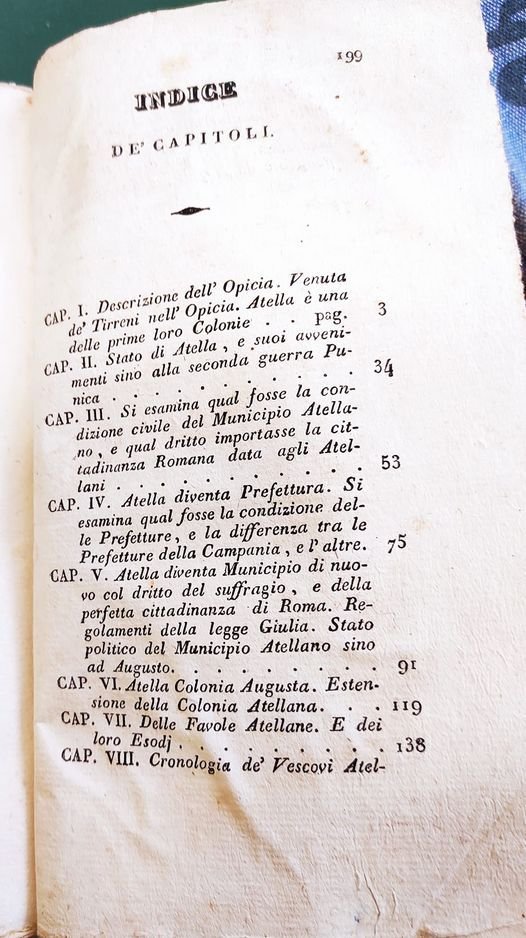 199
INDICE
DE' CAPITOLI.
CAP. I. Descrizione dell' Opicia. Venuta
de' Tirreni nell' Opicia. Atella è una
delle prime loro Colonie . . pag. 3
CAP. II. Stato di Atella, e suoi avveni-
menti sino alla seconda guerra Pu-
nica . . . . . . . . . . 34
CAP. III. Si esamina qual fosse la con-
dizione civile del Municipio Atella-
no, e qual dritto importasse la cit-
tadinanza Romana data agli Atel-
lani . . . . . . . . . . 53
CAP. IV. Atella diventa Prefettura. Si
esamina qual fosse la condizione del-
le Prefetture, e la differenza tra le
Prefetture della Campania, e l'altre. 75
CAP. V. Atella diventa Municipio di nuo-
vo col dritto del suffragio, e della
perfetta cittadinanza di Roma. Re-
golamenti della legge Giulia. Stato
politico del Municipio Atellano sino
ad Augusto. . . . . . . . . 91
CAP. VI. Atella Colonia Augusta. Esten-
sione della Colonia Atellana. . . 119
CAP. VII. Delle Favole Atellane. E dei
loro Esodj . . . . . . . . . 138
CAP. VIII. Cronologia de' Vescovi Atel-